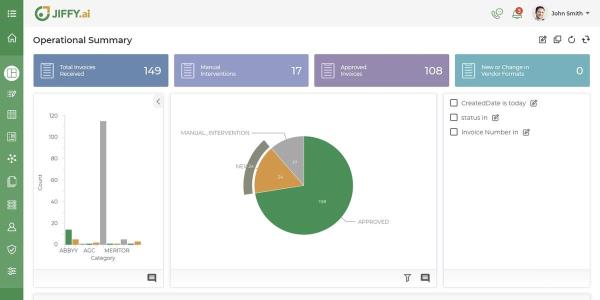 JIFFY.ai
3
John Smith
Operational Summary
Total Invoices
Received
149
Manual
Interventions
17
Approved
Invoices
108
New or Change in
Vendor Formats
0
120
100
80
60
40
20
0
Count
ABBYY
AGC
MERITOR
Category
MANUAL_INTERVENTION
NEW
17
24
108
APPROVED
CreatedDate is today
status in
Invoice Number in